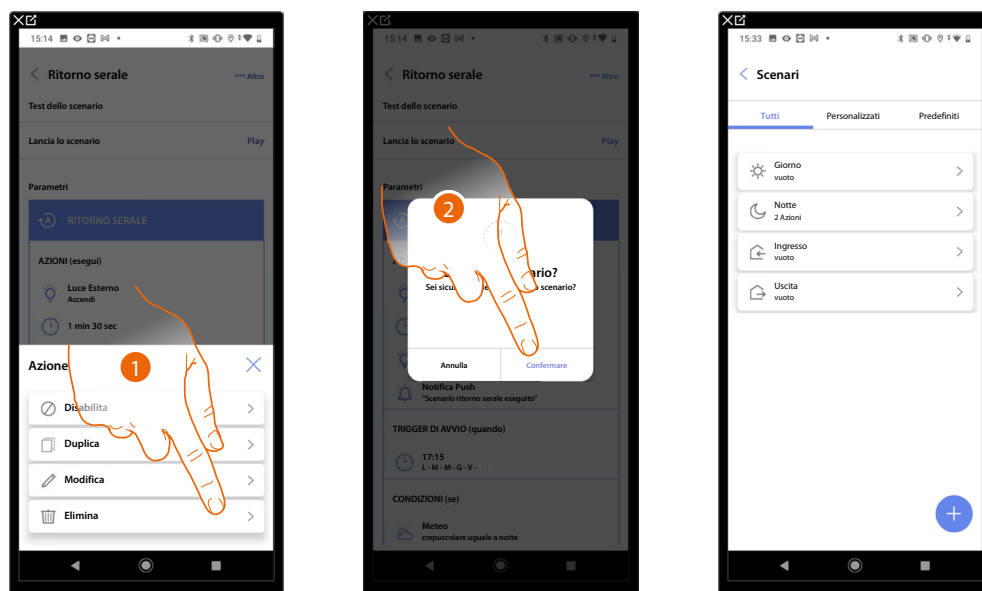 15:14
Ritorno serale
Altro
Test dello scenario
Lancia lo scenario
Play
Parametri
RITORNO SERALE
AZIONI (esegui)
Luce Esterno
Accendi
1 min 30 sec
Azione
1
Disabilita
Duplica
Modifica
Elimina
15:14
Ritorno serale
Altro
Test dello scenario
Lancia lo scenario
Play
Parametri
2
ario?
Sei sicu
o scenario?
Annulla
Confermare
Notifica Push
"Scenario ritorno serale eseguito"
TRIGGER DI AVVIO (quando)
17:15
L - M - M - G - V -
CONDIZIONI (se)
Meteo
crepuscolare uguale a notte
15:33
Scenari
Tutti
Personalizzati
Predefiniti
Giorno
vuoto
Notte
2 Azioni
Ingresso
vuoto
Uscita
vuoto